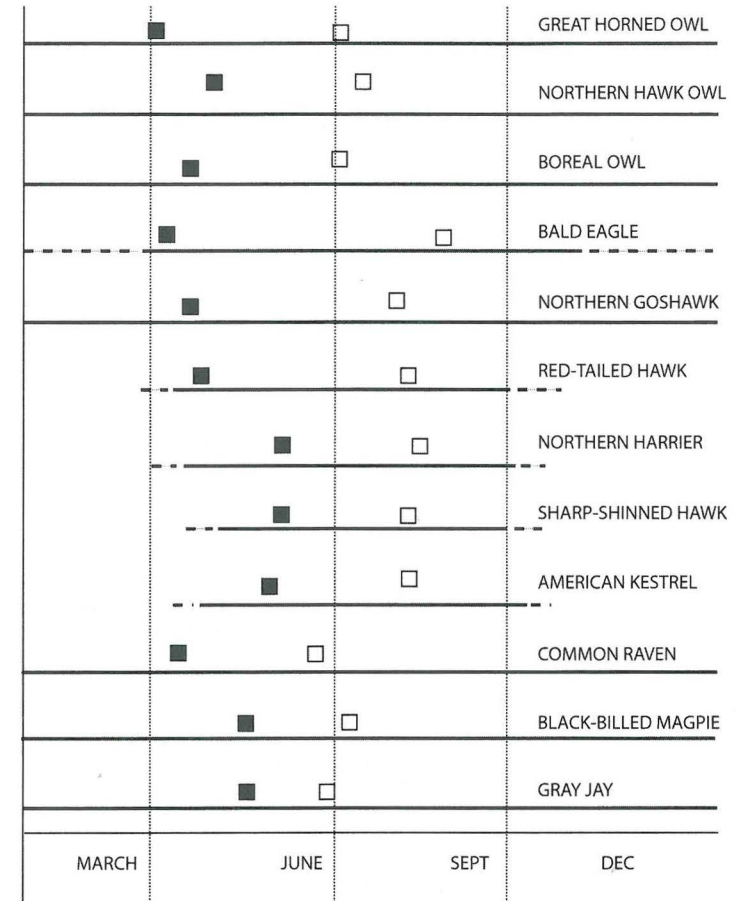 GREAT HORNED OWL
NORTHERN HAWK OWL
BOREAL OWL
BALD EAGLE
NORTHERN GOSHAWK
RED-TAILED HAWK
NORTHERN HARRIER
SHARP-SHINNED HAWK
AMERICAN KESTREL
COMMON RAVEN
BLACK-BILLED MAGPIE
GRAY JAY
MARCH JUNE SEPT DEC